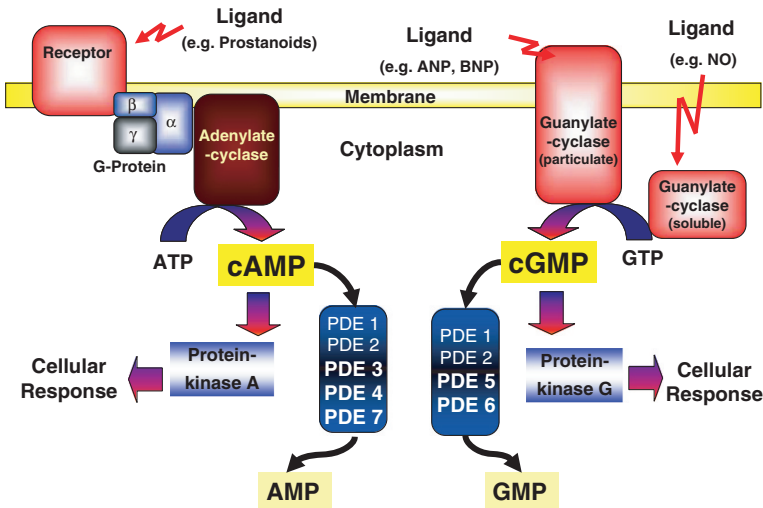 Ligand
(e.g. Prostanoids)
Receptor
Ligand
(e.g. ANP, BNP)
Ligand
(e.g. NO)
Membrane
β
γ
α
G-Protein
Adenylate
-cyclase
Cytoplasm
Guanylate
-cyclase
(particulate)
Guanylate
-cyclase
(soluble)
ATP
cAMP
cGMP
GTP
PDE 1
PDE 2
PDE 3
PDE 4
PDE 7
PDE 1
PDE 2
PDE 5
PDE 6
Cellular
Response
Protein-
kinase A
Protein-
kinase G
Cellular
Response
AMP
GMP